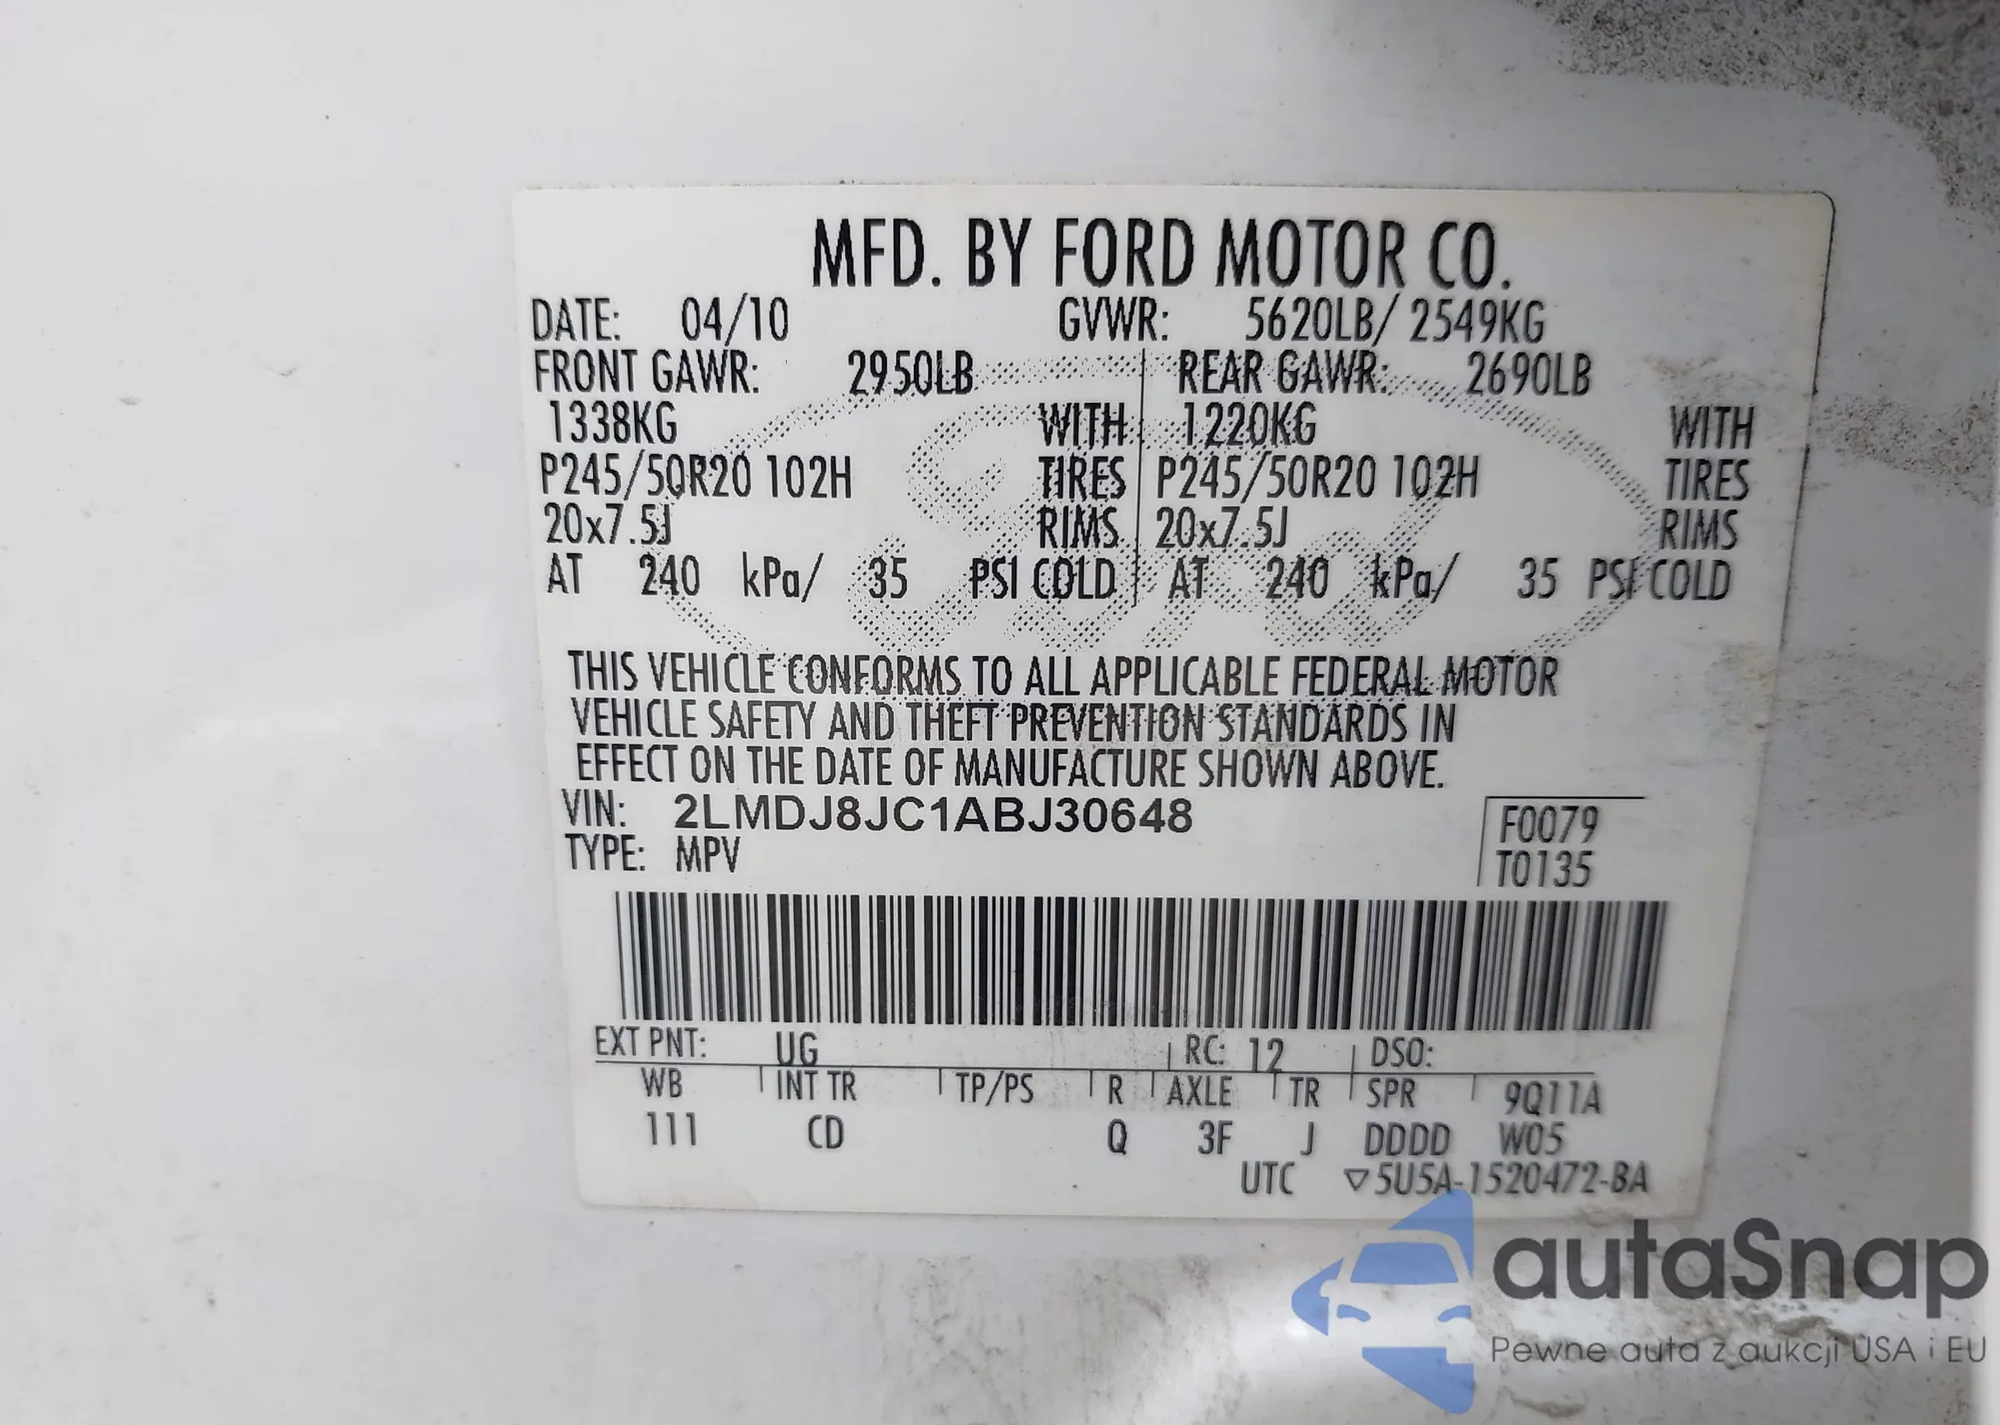 MFD. BY FORD MOTOR CO.
DATE: 04/10 GVWR: 5620LB/ 2549KG
FRONT GAWR: 2950LB REAR GAWR: 2690LB
1338KG WITH 1220KG WITH
P245/50R20 102H TIRES P245/50R20 102H TIRES
20x7.5J RIMS 20x7.5J RIMS
AT 240 kPa/ 35 PSI COLD AT 240 kPa/ 35 PSI COLD
THIS VEHICLE CONFORMS TO ALL APPLICABLE FEDERAL MOTOR
VEHICLE SAFETY AND THEFT PREVENTION STANDARDS IN
EFFECT ON THE DATE OF MANUFACTURE SHOWN ABOVE.
VIN: 2LMDJ8JC1ABJ30648 F0079
TYPE: MPV T0135
EXT PNT: UG RC: 12 DSO:
WB INT TR TP/PS R AXLE TR SPR 9Q11A
111 CD Q 3F J DDDD W05
UTC ▽5U5A-1520472-BA
autaSnap
Pewne auta z aukcji USA i EU